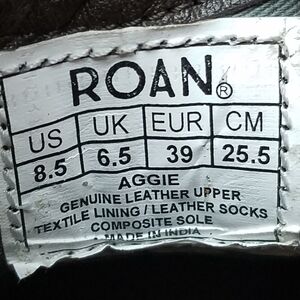 ROAN®
US UK EUR CM
8.5 6.5 39 25.5
AGGIE
GENUINE LEATHER UPPER
TEXTILE LINING / LEATHER SOCKS
COMPOSITE SOLE
MADE IN INDIA